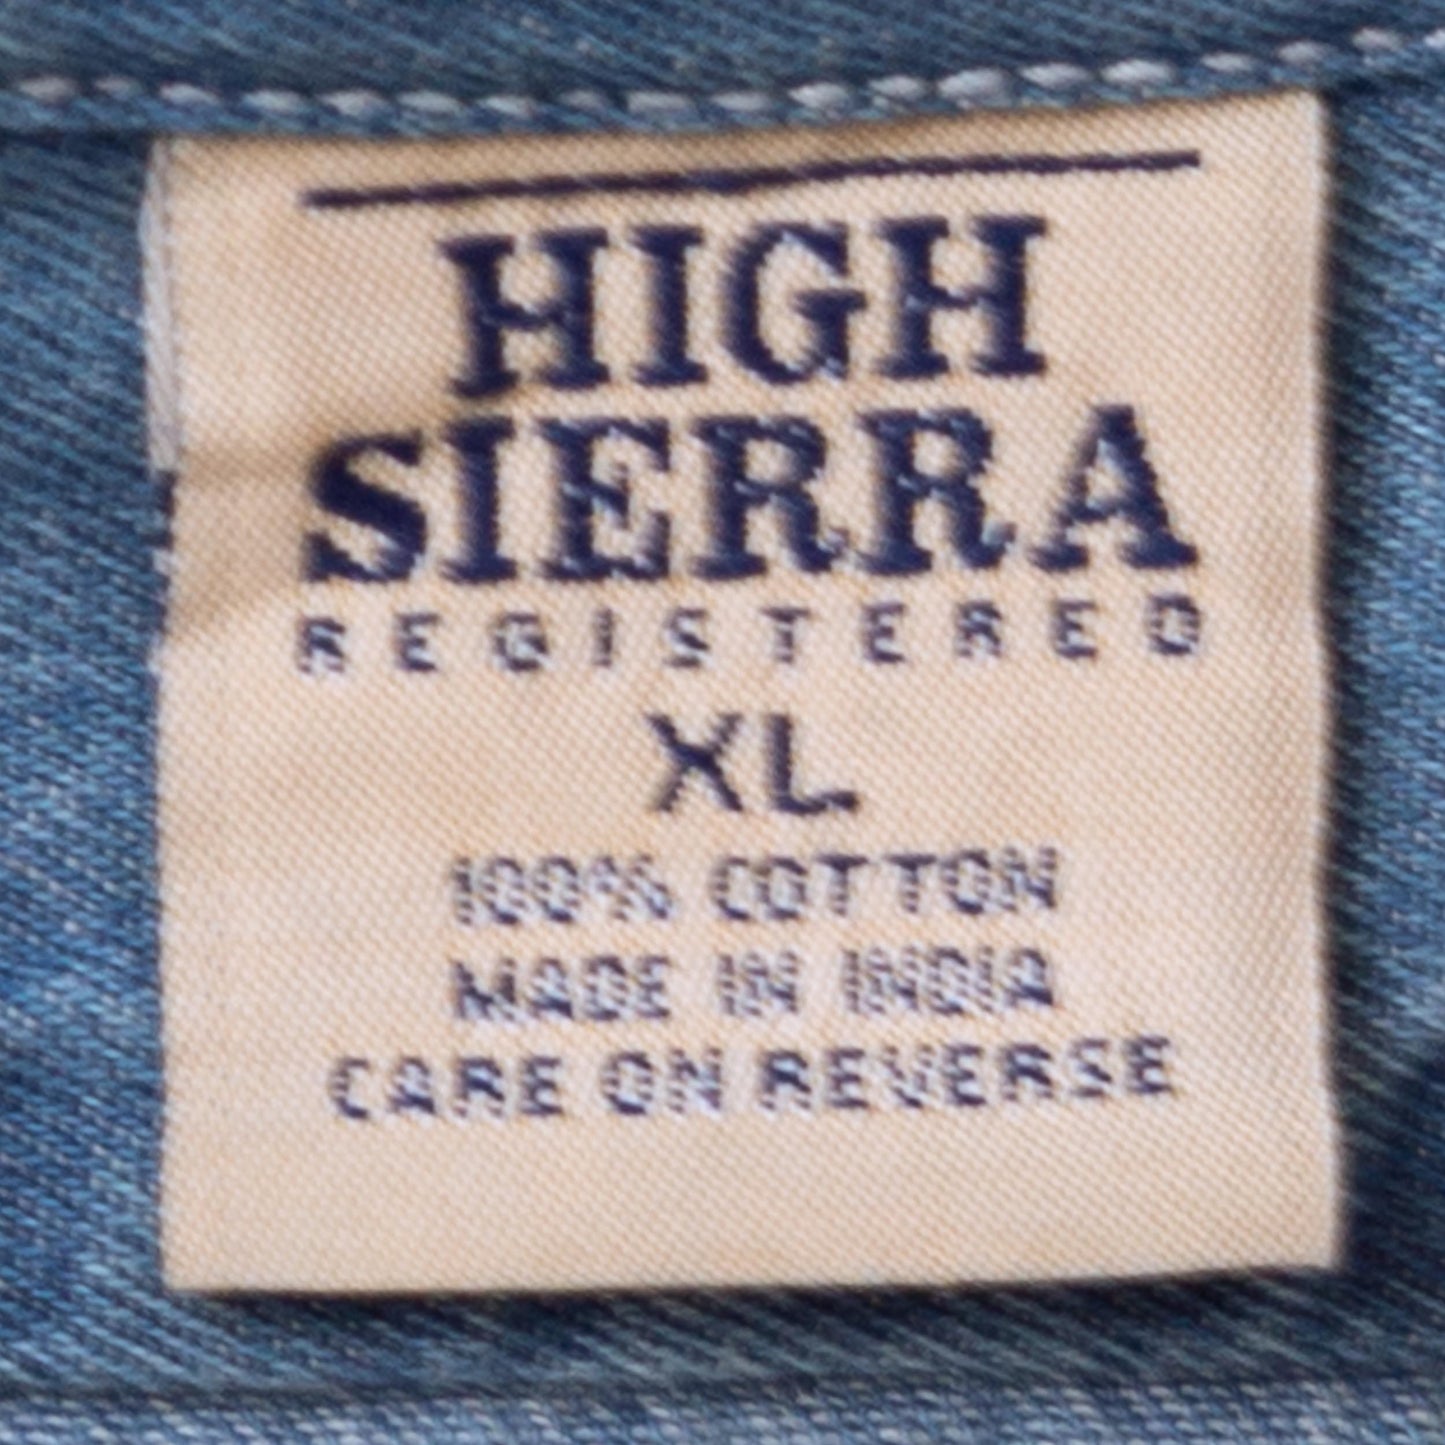 HIGH
SIERRA
REGISTERED
XL
100% COTTON
MADE IN INDIA
CARE ON REVERSE